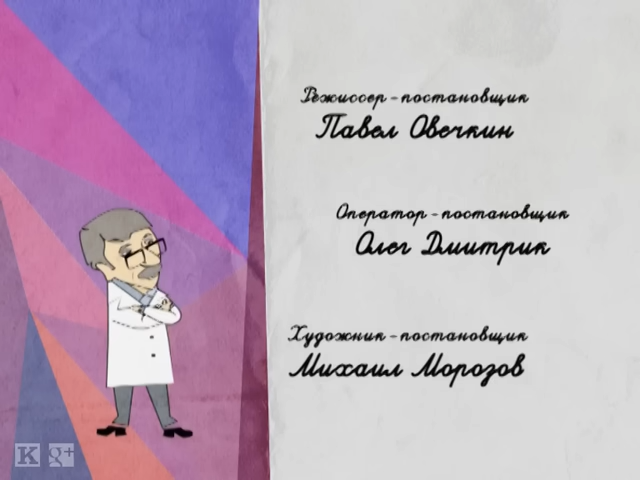 Режиссер - постановщик
Павел Овечкин
Оператор - постановщик
Олег Дмитрик
Художник - постановщик
Михаил Морозов
K g+